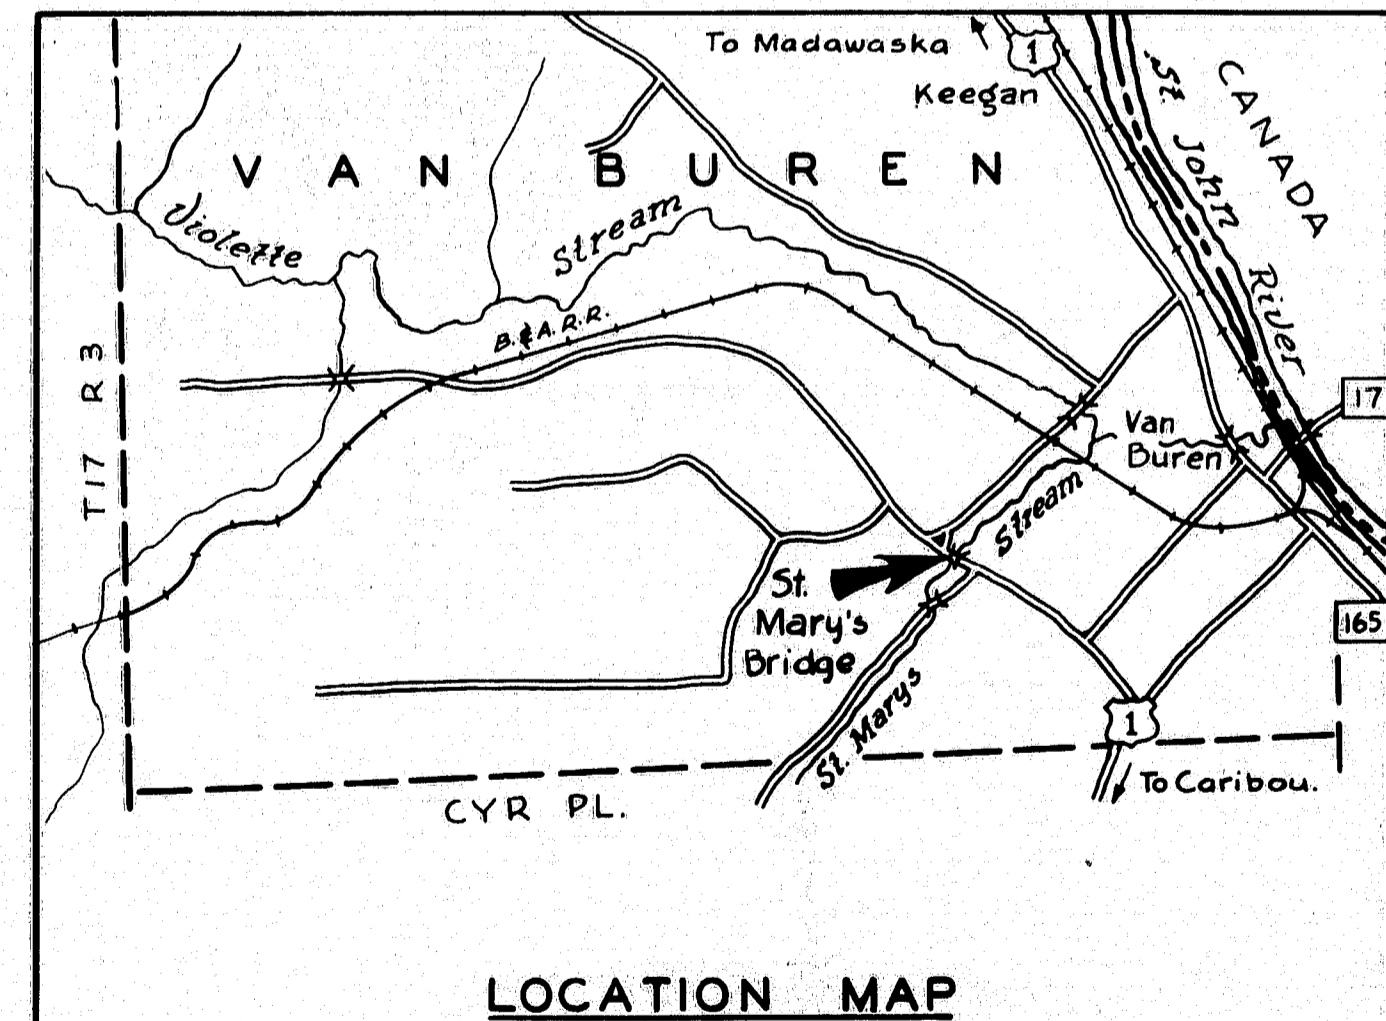 To Madawaska
1
Keegan
CANADA
St. John River
VAN BUREN
Violette Stream
B. & A. R. R.
T17 R3
17
Van
Buren
Stream
St.
Mary's
Bridge
165
St. Marys
1
To Caribou.
CYR PL.
LOCATION MAP